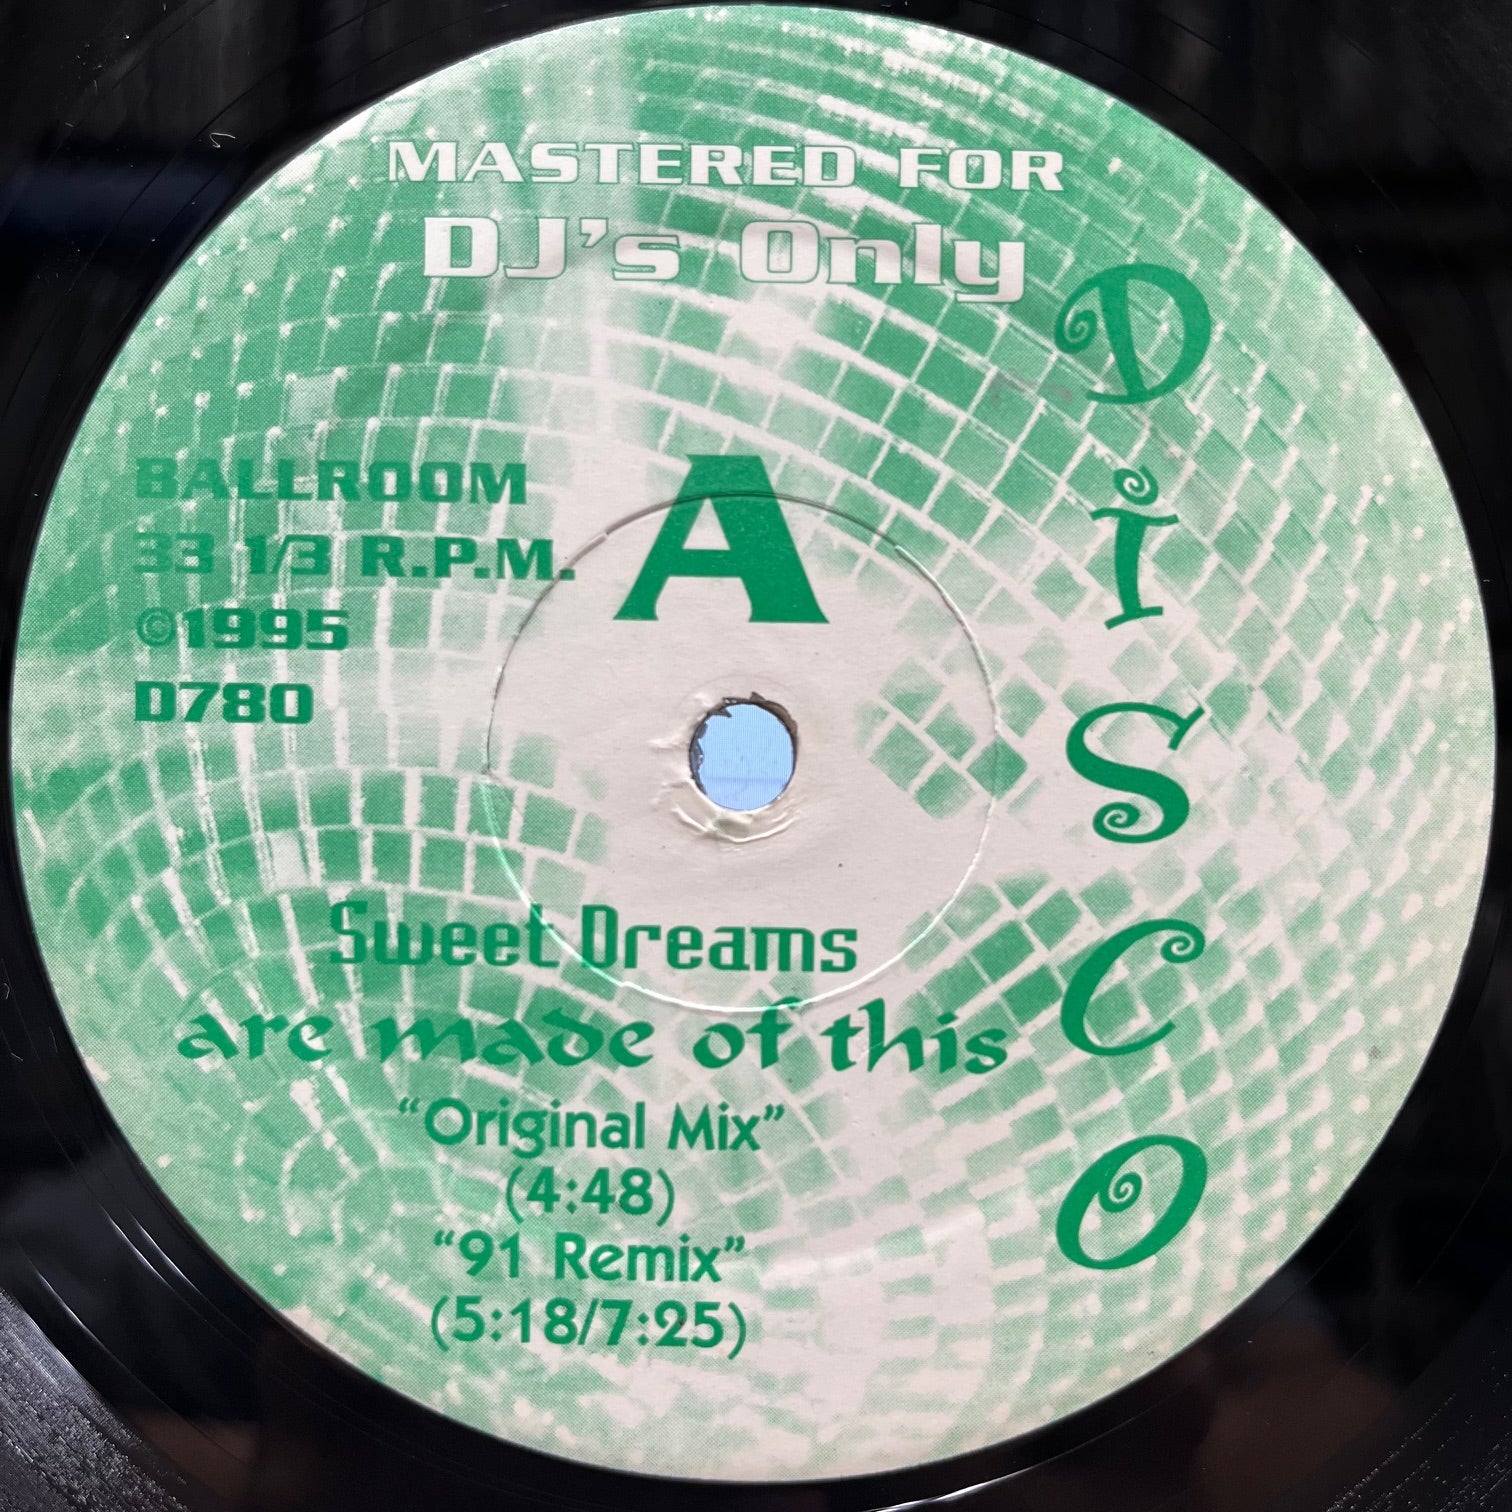 MASTERED FOR
DJ's Only
DiSCO
BALLROOM
33 1/3 R.P.M.
©1995
D780
A
Sweet Dreams
are made of this
“Original Mix”
(4:48)
“91 Remix”
(5:18/7:25)